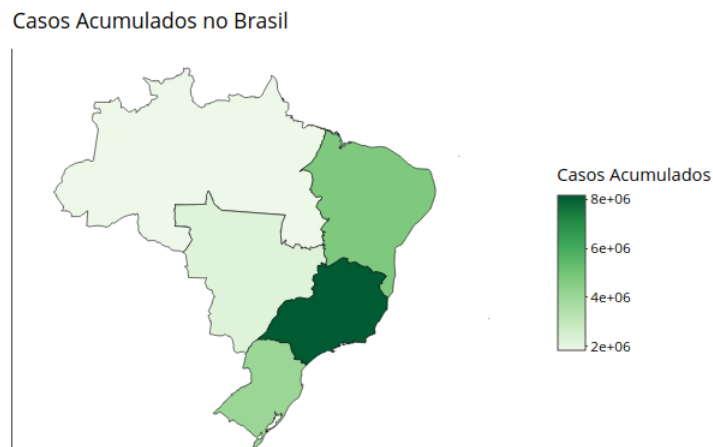 Casos Acumulados no Brasil
Casos Acumulados
8e+06
6e+06
4e+06
2e+06